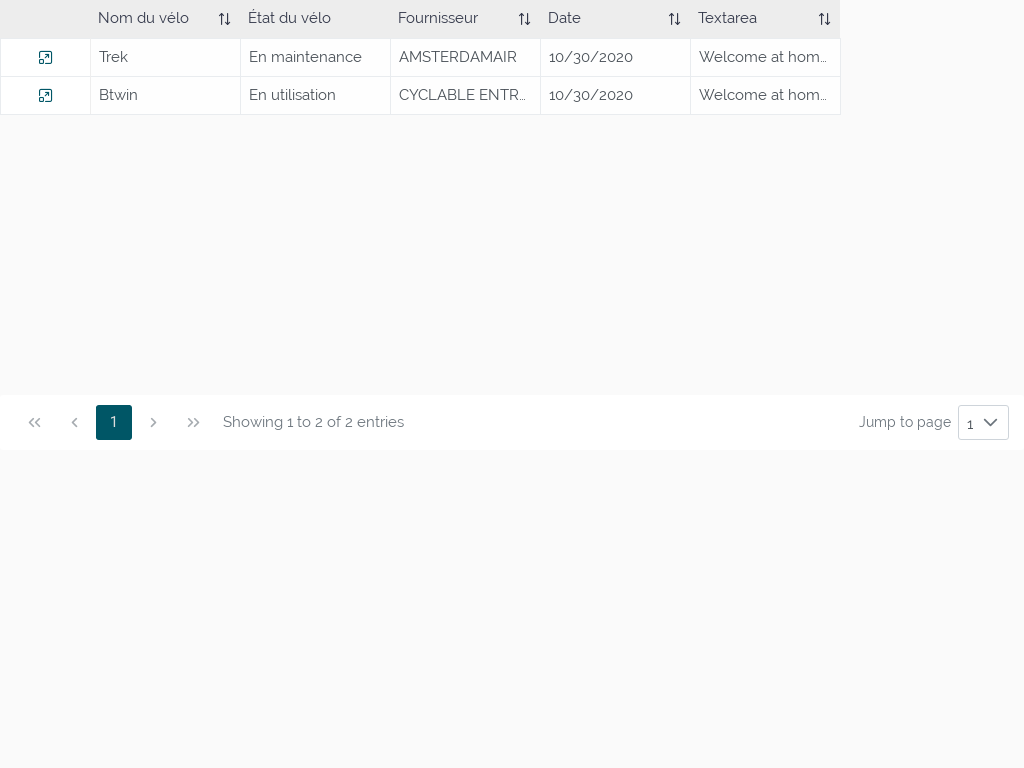 Nom du vélo État du vélo Fournisseur Date Textarea
Trek En maintenance AMSTERDAMAIR 10/30/2020 Welcome at hom…
Btwin En utilisation CYCLABLE ENTR… 10/30/2020 Welcome at hom…
1 Showing 1 to 2 of 2 entries Jump to page 1